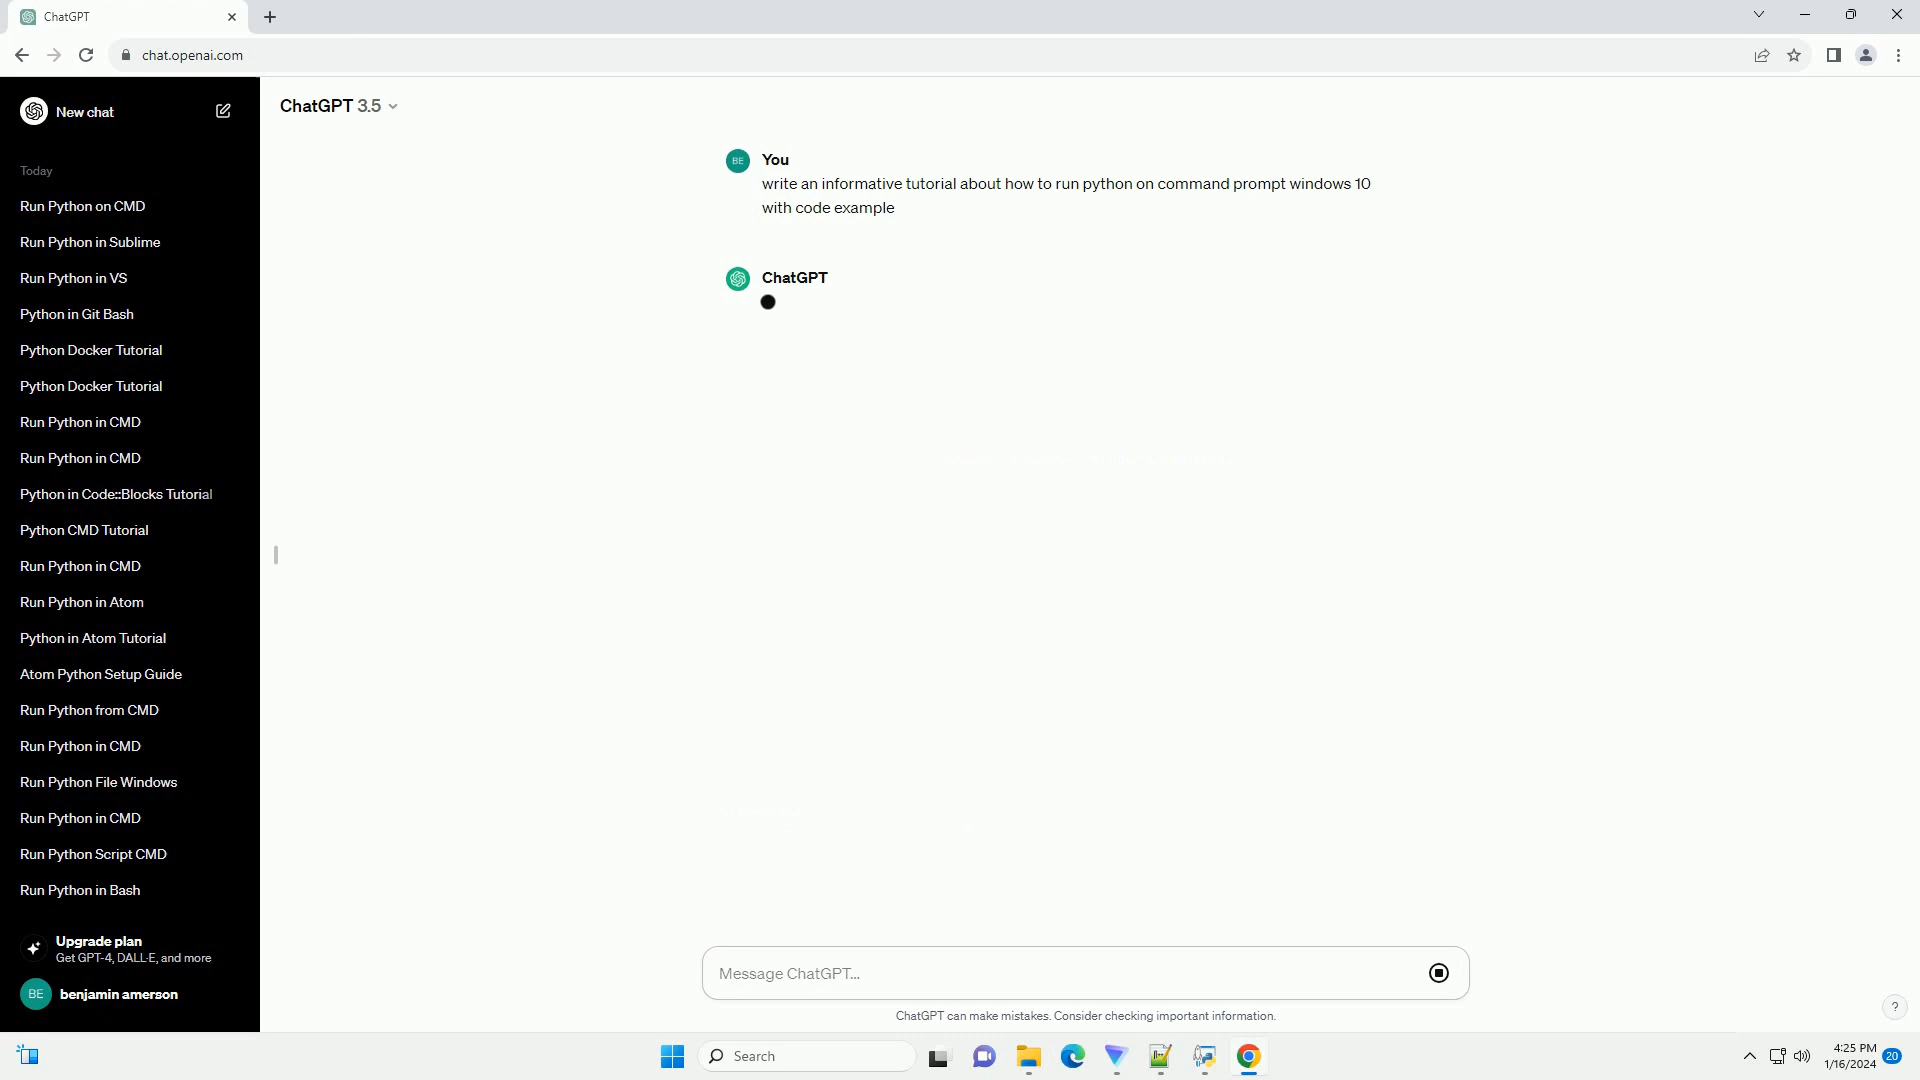 ChatGPT
chat.openai.com
New chat
Today
Run Python on CMD
Run Python in Sublime
Run Python in VS
Python in Git Bash
Python Docker Tutorial
Python Docker Tutorial
Run Python in CMD
Run Python in CMD
Python in Code::Blocks Tutorial
Python CMD Tutorial
Run Python in CMD
Run Python in Atom
Python in Atom Tutorial
Atom Python Setup Guide
Run Python from CMD
Run Python in CMD
Run Python File Windows
Run Python in CMD
Run Python Script CMD
Run Python in Bash
Upgrade plan
Get GPT-4, DALL·E, and more
BE benjamin amerson
ChatGPT 3.5
BE You
write an informative tutorial about how to run python on command prompt windows 10
with code example
ChatGPT
Message ChatGPT...
ChatGPT can make mistakes. Consider checking important information.
?
Search
4:25 PM
1/16/2024
20